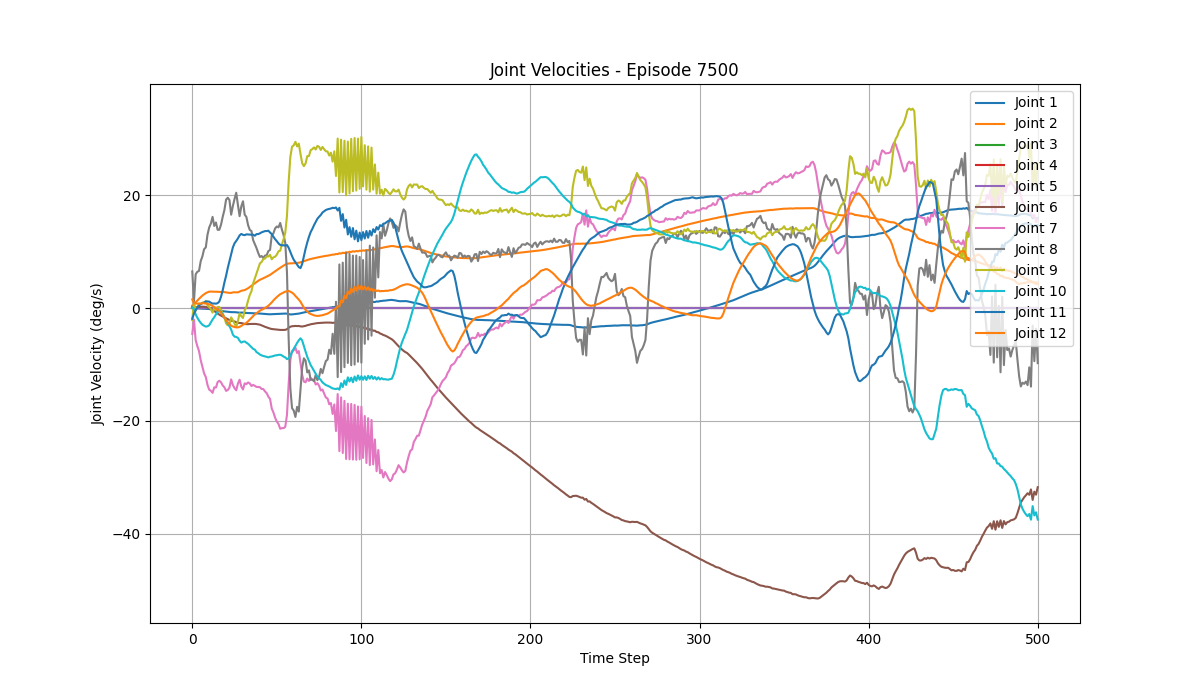 Joint Velocities - Episode 7500
Joint Velocity (deg/s)
20
0
−20
−40
0 100 200 300 400 500
Time Step
Joint 1
Joint 2
Joint 3
Joint 4
Joint 5
Joint 6
Joint 7
Joint 8
Joint 9
Joint 10
Joint 11
Joint 12